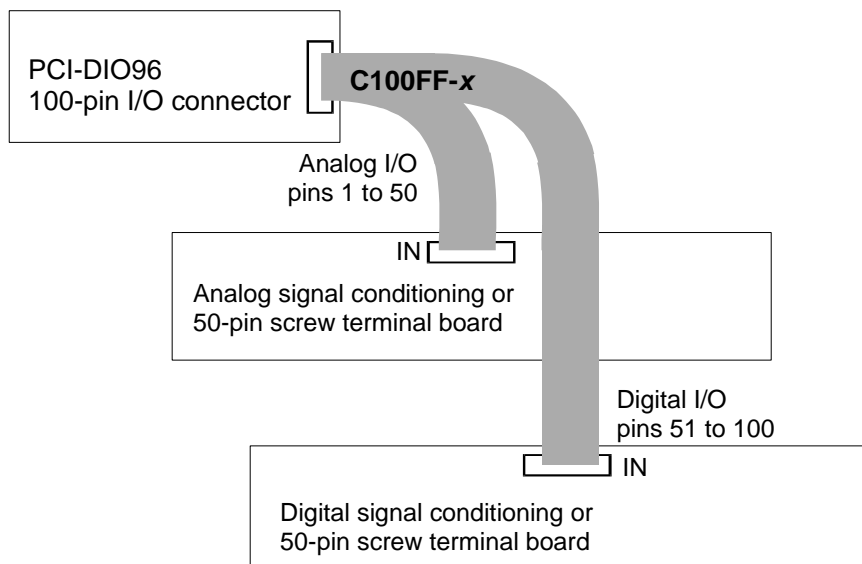 PCI-DIO96
100-pin I/O connector
C100FF-x
Analog I/O
pins 1 to 50
IN
Analog signal conditioning or
50-pin screw terminal board
Digital I/O
pins 51 to 100
IN
Digital signal conditioning or
50-pin screw terminal board